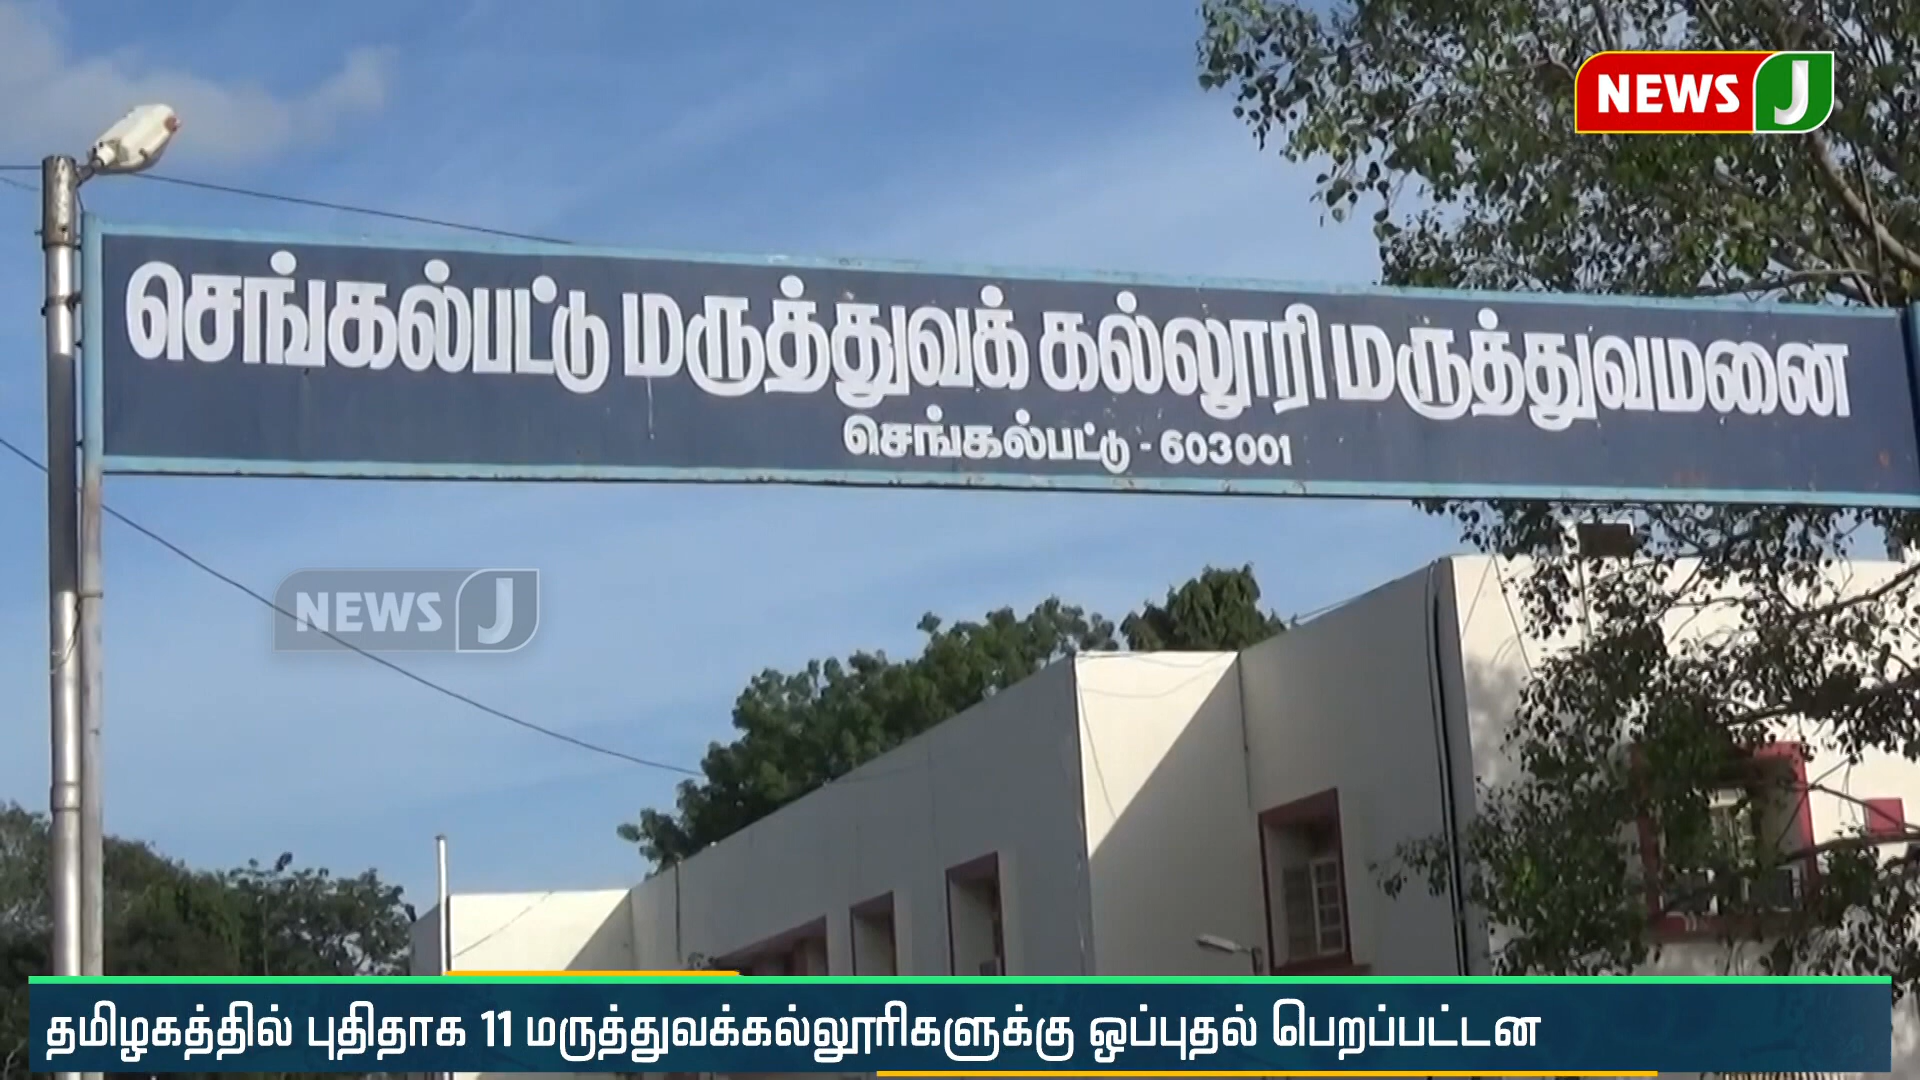 NEWS J
செங்கல்பட்டு மருத்துவக் கல்லூரி மருத்துவமனை
செங்கல்பட்டு - 603001
NEWS J
தமிழகத்தில் புதிதாக 11 மருத்துவக்கல்லூரிகளுக்கு ஒப்புதல் பெறப்பட்டன